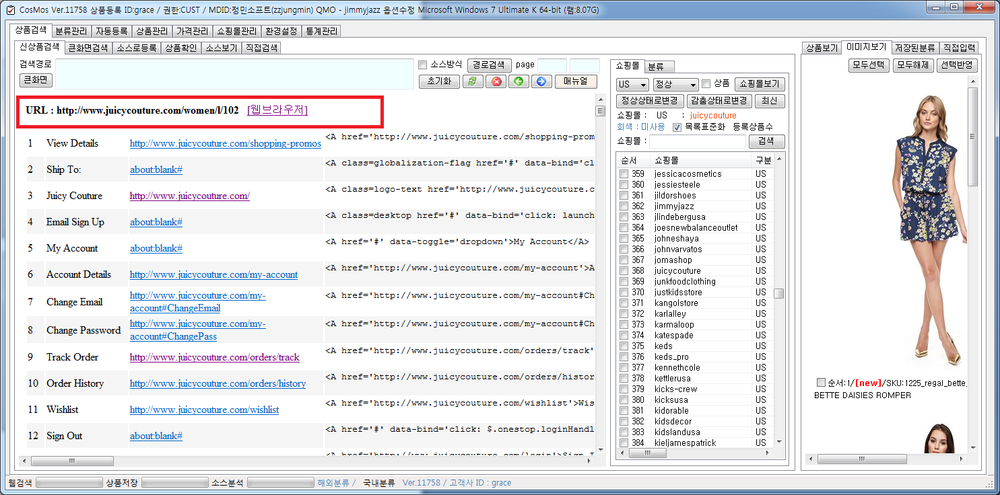 CosMos Ver.11758 상품등록 ID:grace / 권한:CUST / MDID:정민소프트(zzjungmin) QMO - jimmyjazz 옵션수정 Microsoft Windows 7 Ultimate K 64-bit (램:8.07G)
상품검색 분류관리 자동등록 상품관리 가격관리 쇼핑몰관리 환경설정 통계관리
신상품검색 큰화면검색 소스로등록 상품확인 소스보기 직접검색
검색경로
큰화면
소스방식 경로검색 page
초기화 매뉴얼
URL : http://www.juicycouture.com/women/l/102 [웹브라우저]
1 View Details http://www.juicycouture.com/shopping-promos <A href='http://www.juicycouture.com/shopping-prom
2 Ship To: about:blank# <A class=globalization-flag href='#' data-bind='cl
3 Juicy Couture http://www.juicycouture.com/ <A class=logo-text href='http://www.juicycouture.c
4 Email Sign Up about:blank# <A class=desktop href='#' data-bind='click: launch
5 My Account about:blank# <A href='#' data-toggle='dropdown'>My Account</A>
6 Account Details http://www.juicycouture.com/my-account <A href='http://www.juicycouture.com/my-account'>A
7 Change Email http://www.juicycouture.com/my-account#ChangeEmail <A href='http://www.juicycouture.com/my-account#Ch
8 Change Password http://www.juicycouture.com/my-account#ChangePass <A href='http://www.juicycouture.com/my-account#Ch
9 Track Order http://www.juicycouture.com/orders/track <A href='http://www.juicycouture.com/orders/track'
10 Order History http://www.juicycouture.com/orders/history <A href='http://www.juicycouture.com/orders/histor
11 Wishlist http://www.juicycouture.com/wishlist <A href='http://www.juicycouture.com/wishlist'>Wis
12 Sign Out about:blank# <A href='#' data-bind='click: $.onestop.loginHandl
쇼핑몰 분류
US 정상 상품 쇼핑몰보기
정상상태로변경 감춤상태로변경 최신
쇼핑몰 : US : juicycouture
회색 : 미사용 목록표준화 등록상품수
쇼핑몰 : 검색
순서 쇼핑몰 구분
359 jessicacosmetics US
360 jessiesteele US
361 jildorshoes US
362 jimmyjazz US
363 jlindebergusa US
364 joesnewbalanceoutlet US
365 johneshaya US
366 johnvarvatos US
367 jomashop US
368 juicycouture US
369 junkfoodclothing US
370 justkidsstore US
371 kangolstore US
372 karlalley US
373 karmaloop US
374 katespade US
375 keds US
376 keds_pro US
377 kennethcole US
378 kettlerusa US
379 kicks-crew US
380 kicksusa US
381 kidorable US
382 kidsdecor US
383 kidslandusa US
384 kieljamespatrick US
상품보기 이미지보기 저장된분류 직접입력
모두선택 모두해제 선택반영
순서:1/[new]/SKU:1225_regal_bette,
BETTE DAISIES ROMPER
웹검색 상품저장 소스분석 해외분류 / 국내분류 Ver.11758 / 고객사 ID : grace